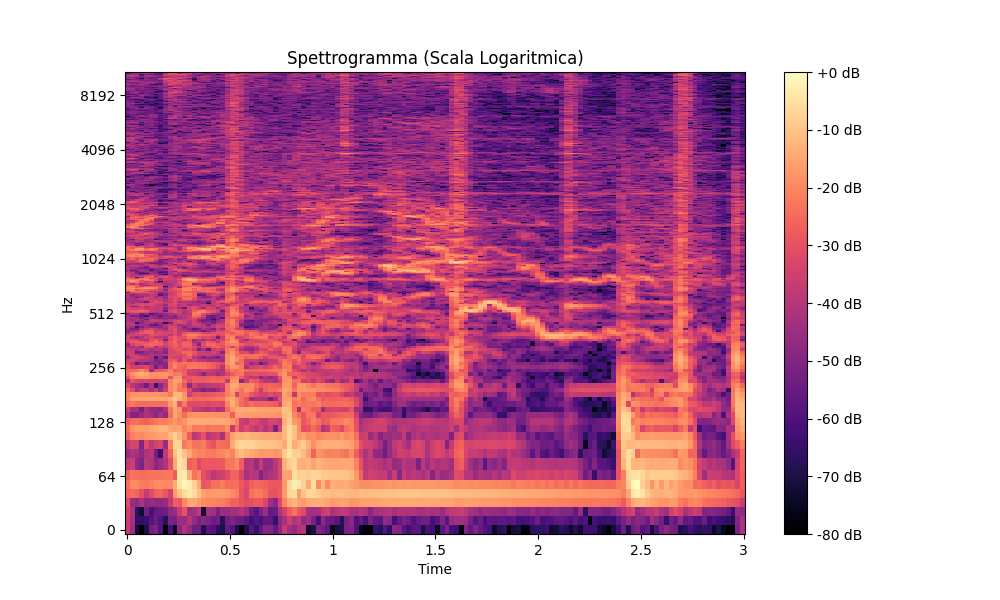 Spettrogramma (Scala Logaritmica)
8192
4096
2048
1024
512
256
128
64
0
Hz
0
0.5
1
1.5
2
2.5
3
Time
+0 dB
-10 dB
-20 dB
-30 dB
-40 dB
-50 dB
-60 dB
-70 dB
-80 dB